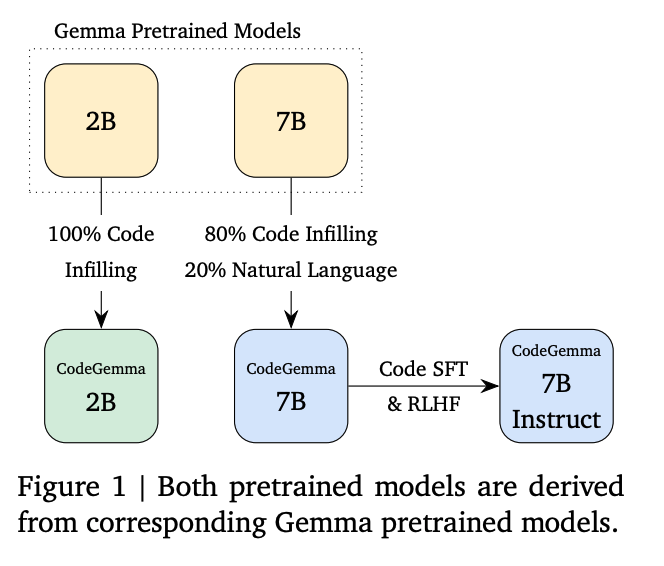 Gemma Pretrained Models
2B
7B
100% Code
Infilling
80% Code Infilling
20% Natural Language
CodeGemma
2B
CodeGemma
7B
Code SFT
& RLHF
CodeGemma
7B
Instruct
Figure 1 | Both pretrained models are derived
from corresponding Gemma pretrained models.